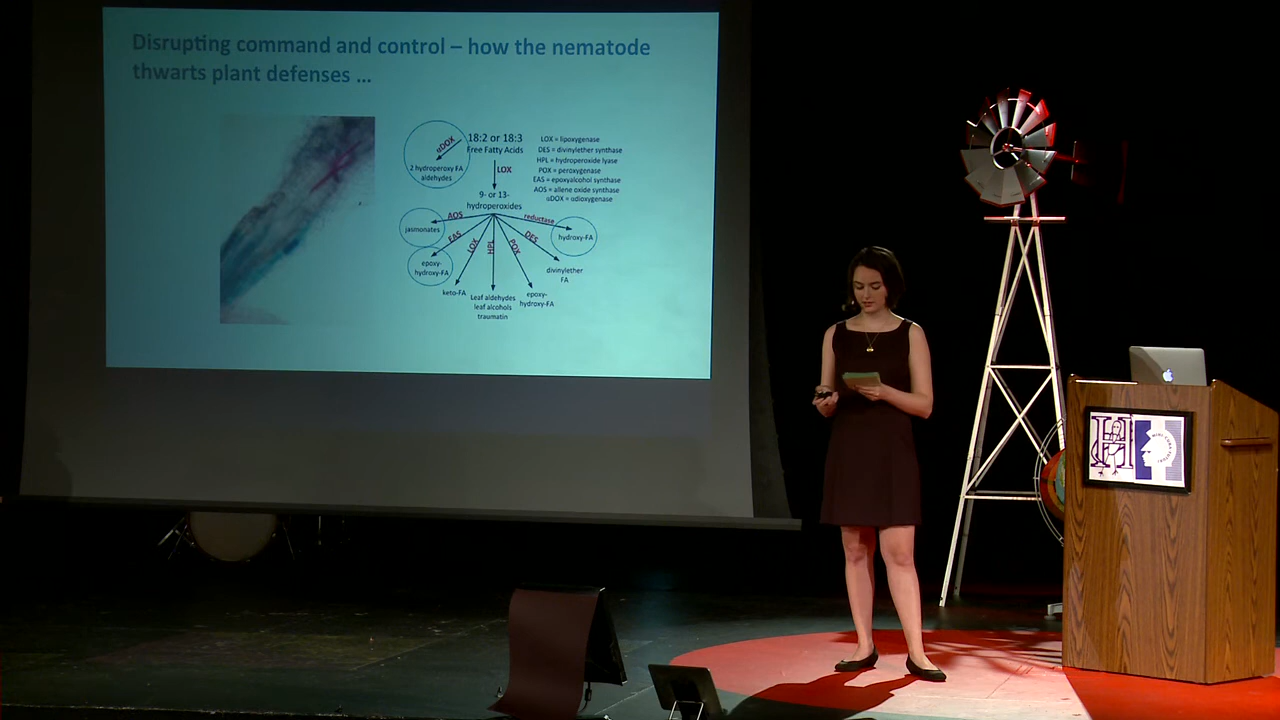 Disrupting command and control – how the nematode
thwarts plant defenses ...
αDOX
18:2 or 18:3
Free Fatty Acids
2 hydroperoxy FA
aldehydes
LOX
9- or 13-
hydroperoxides
LOX = lipoxygenase
DES = divinylether synthase
HPL = hydroperoxide lyase
POX = peroxygenase
EAS = epoxyalcohol synthase
AOS = allene oxide synthase
αDOX = αdioxygenase
AOS
reductase
jasmonates
EAS
LOX
HPL
POX
DES
hydroxy-FA
epoxy-
hydroxy-FA
divinylether
FA
keto-FA
Leaf aldehydes
leaf alcohols
traumatin
epoxy-
hydroxy-FA
H